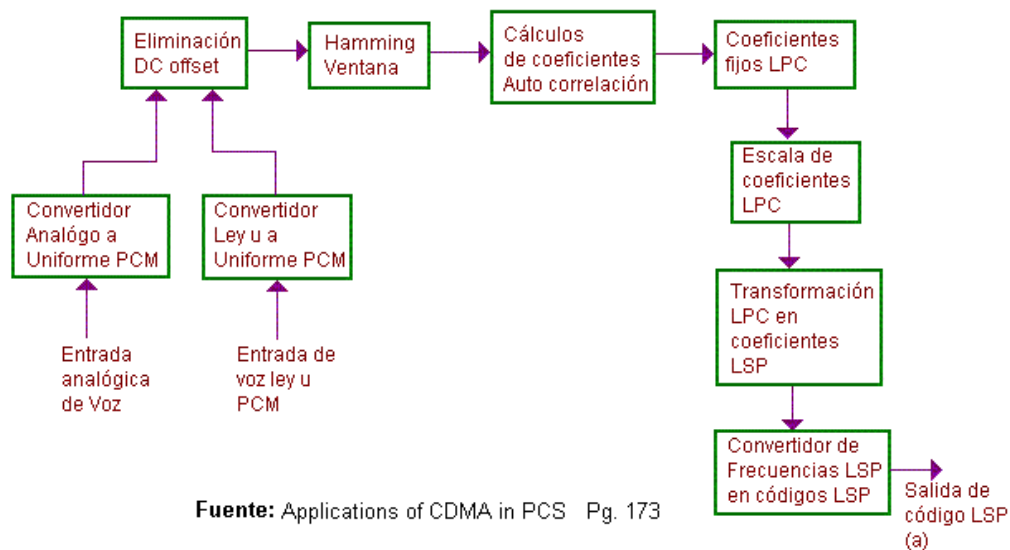 Eliminación
DC offset
Hamming
Ventana
Cálculos
de coeficientes
Auto correlación
Coeficientes
fijos LPC
Escala de
coeficientes
LPC
Convertidor
Analógo a
Uniforme PCM
Convertidor
Ley u a
Uniforme PCM
Transformación
LPC en
coeficientes
LSP
Entrada
analógica
de Voz
Entrada de
voz ley u
PCM
Convertidor de
Frecuencias LSP
en códigos LSP
Salida de
código LSP
(a)
Fuente: Applications of CDMA in PCS Pg. 173